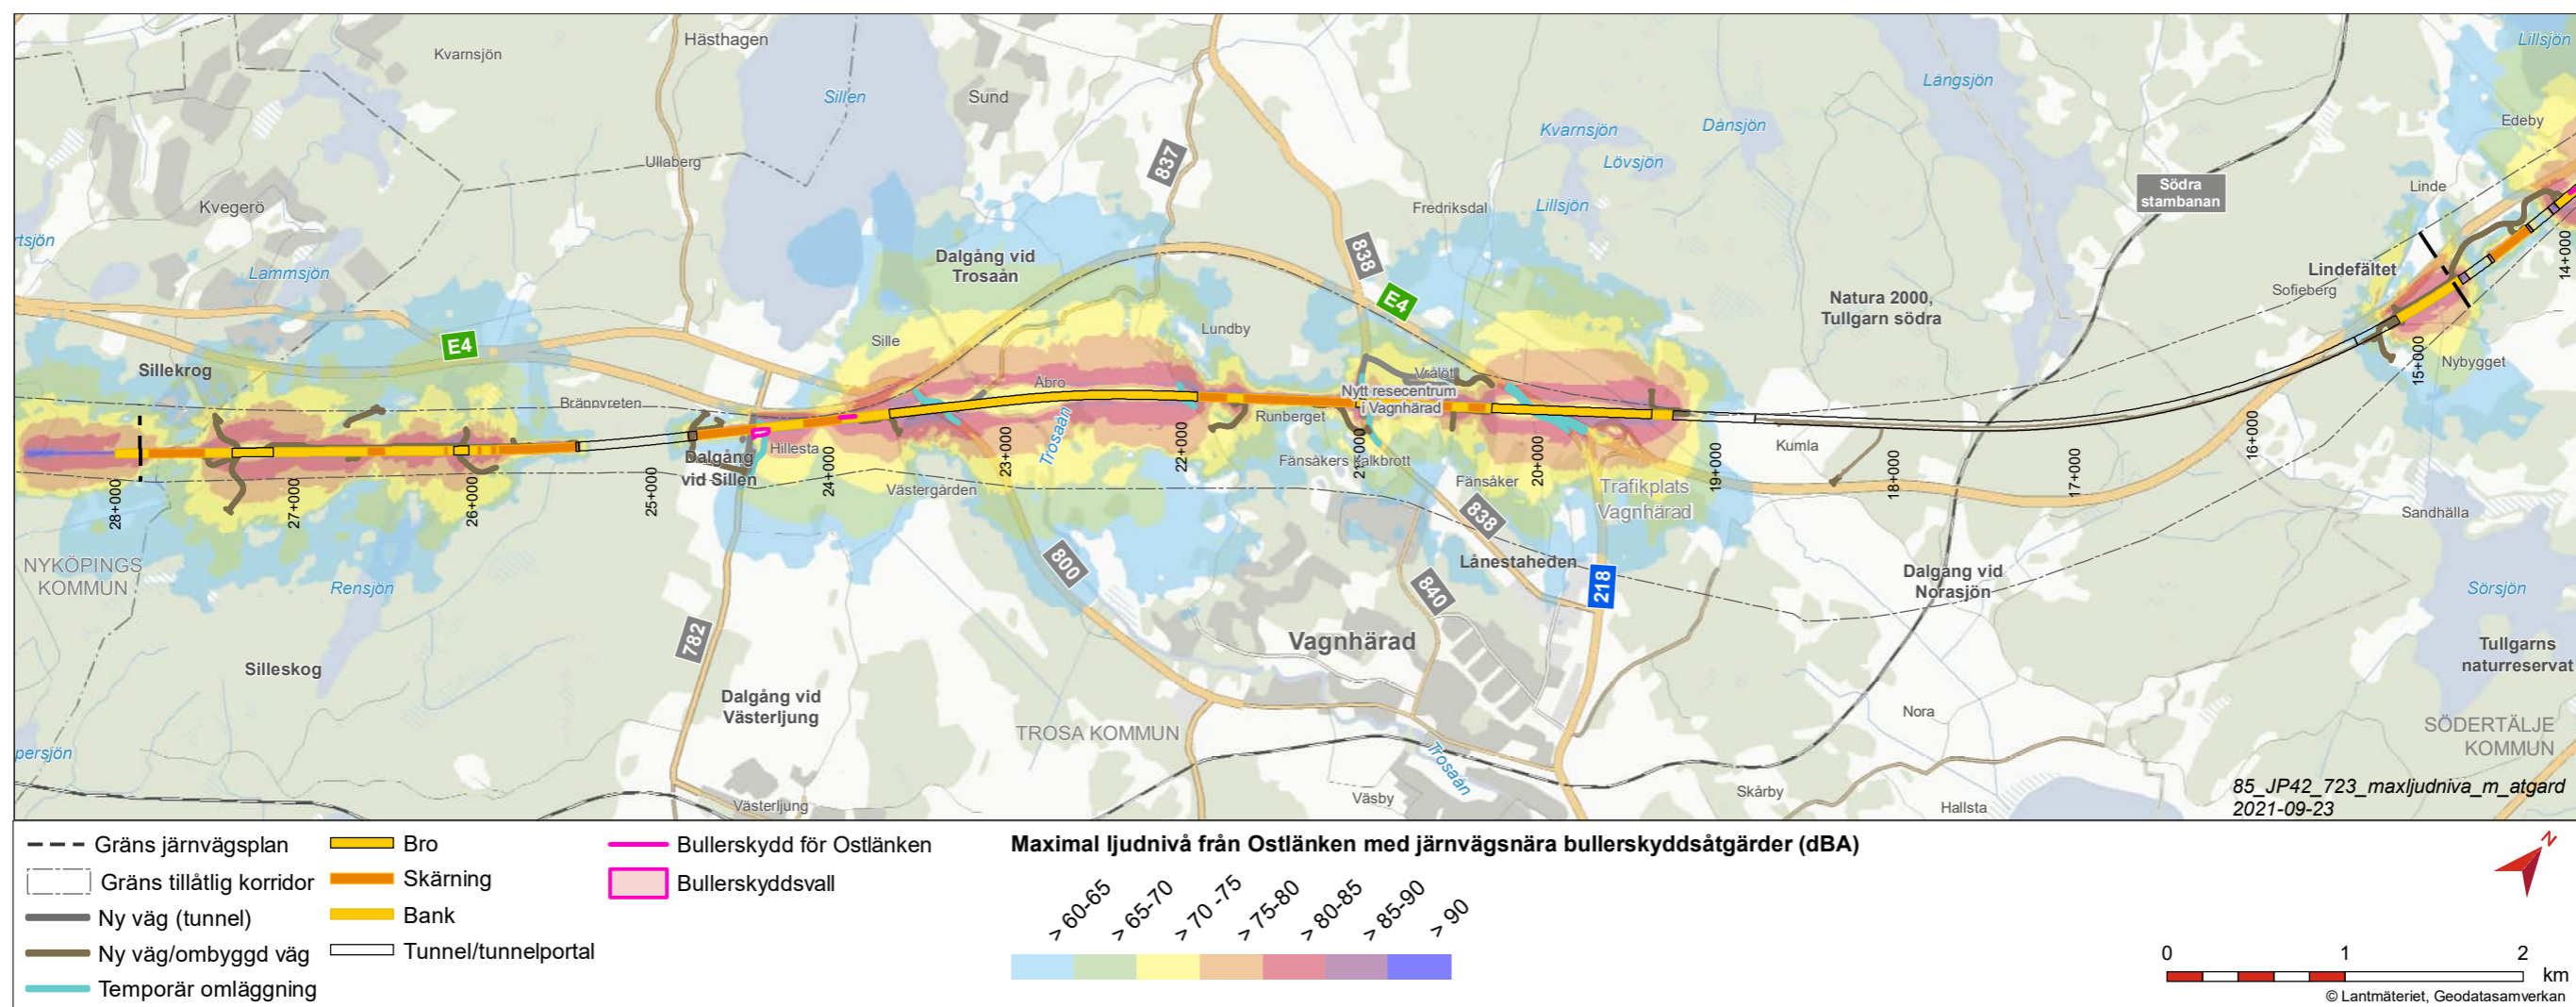 Kvarnsjön
Hästhagen
Sillen
Sund
Ullaberg
837
Kvegerö
rtsjön
Lammsjön
Dalgång vid
Trosaån
838
Fredriksdal
Lillsjön
Kvarnsjön
Lövsjön
Dånsjön
Långsjön
Södra
stambanan
Lillsjön
Edeby
Linde
14+000
Lindefältet
Sofieberg
Natura 2000,
Tullgarn södra
E4
E4
Sillekrog
Sille
Lundby
Åbro
Brännvreten
Vrålöt
Nytt resecentrum
i Vagnhärad
Runberget
Nybygget
15+000
Hillesta
Dalgång
vid Sillen
Trosaån
Fänsåkers Kalkbrott
Kumla
28+000
27+000
26+000
25+000
24+000
23+000
22+000
21+000
20+000
19+000
18+000
17+000
16+000
Västergården
Fänsåker
Trafikplats
Vagnhärad
Sandhälla
838
NYKÖPINGS
KOMMUN
Rensjön
800
840
Lånestaheden
218
Dalgång vid
Norasjön
Sörsjön
782
Vagnhärad
Silleskog
Tullgarns
naturreservat
Dalgång vid
Västerljung
TROSA KOMMUN
Nora
SÖDERTÄLJE
KOMMUN
persjön
Trosaån
Västerljung
Väsby
Skårby
Hallsta
85_JP42_723_maxljudniva_m_atgard
2021-09-23
Gräns järnvägsplan
Gräns tillåtlig korridor
Ny väg (tunnel)
Ny väg/ombyggd väg
Temporär omläggning
Bro
Skärning
Bank
Tunnel/tunnelportal
Bullerskydd för Ostlänken
Bullerskyddsvall
Maximal ljudnivå från Ostlänken med järnvägsnära bullerskyddsåtgärder (dBA)
> 60-65
> 65-70
> 70 -75
> 75-80
> 80-85
> 85-90
> 90
N
0 1 2
km
© Lantmäteriet, Geodatasamverkan